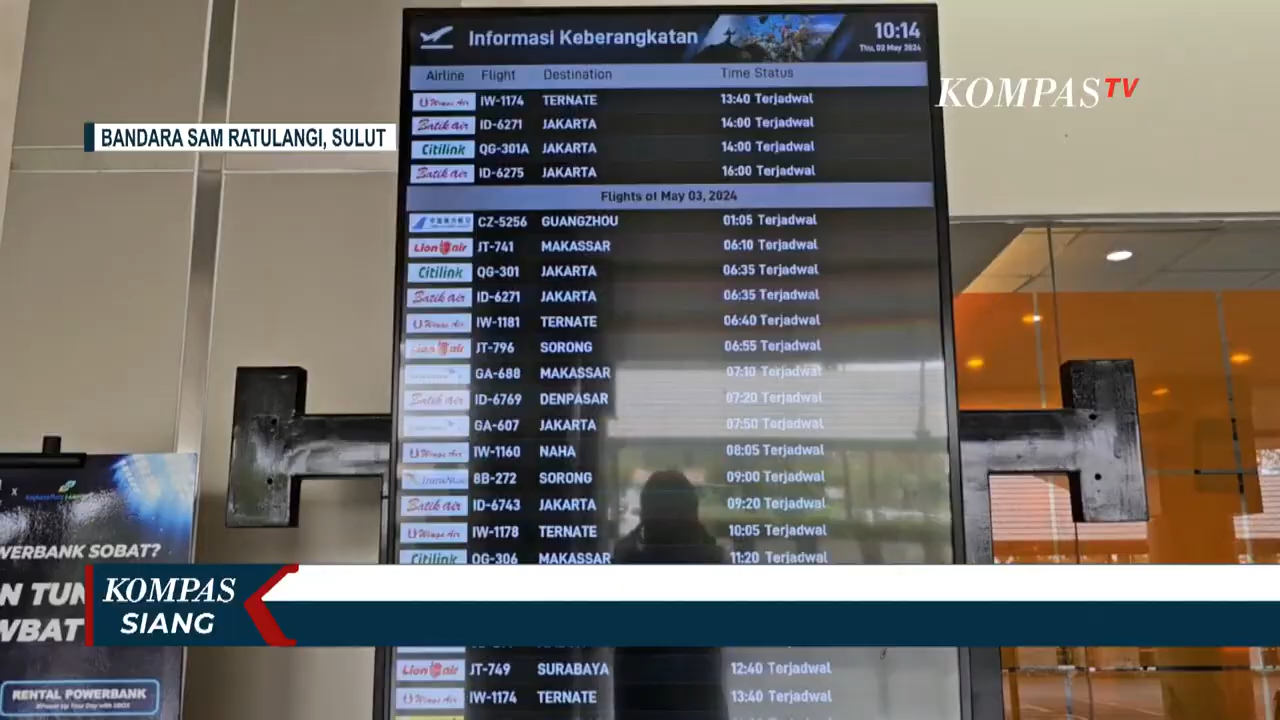 Informasi Keberangkatan
10:14
Thu, 02 May 2024
KOMPAS TV
BANDARA SAM RATULANGI, SULUT
Airline Flight Destination Time Status
Wings Air IW-1174 TERNATE 13:40 Terjadwal
Batik air ID-6271 JAKARTA 14:00 Terjadwal
Citilink QG-301A JAKARTA 14:00 Terjadwal
Batik air ID-6275 JAKARTA 16:00 Terjadwal
Flights of May 03, 2024
CZ-5256 GUANGZHOU 01:05 Terjadwal
Lion air JT-741 MAKASSAR 06:10 Terjadwal
Citilink QG-301 JAKARTA 06:35 Terjadwal
Batik air ID-6271 JAKARTA 06:35 Terjadwal
Wings Air IW-1181 TERNATE 06:40 Terjadwal
Lion air JT-796 SORONG 06:55 Terjadwal
GA-688 MAKASSAR 07:10 Terjadwal
Batik air ID-6769 DENPASAR 07:20 Terjadwal
GA-607 JAKARTA 07:50 Terjadwal
Wings Air IW-1160 NAHA 08:05 Terjadwal
8B-272 SORONG 09:00 Terjadwal
Batik air ID-6743 JAKARTA 09:20 Terjadwal
Wings Air IW-1178 TERNATE 10:05 Terjadwal
Citilink QG-306 MAKASSAR 11:20 Terjadwal
Lion air JT-749 SURABAYA 12:40 Terjadwal
Wings Air IW-1174 TERNATE 13:40 Terjadwal
WERBANK SOBAT?
N TUN
WBAT
RENTAL POWERBANK
KOMPAS
SIANG